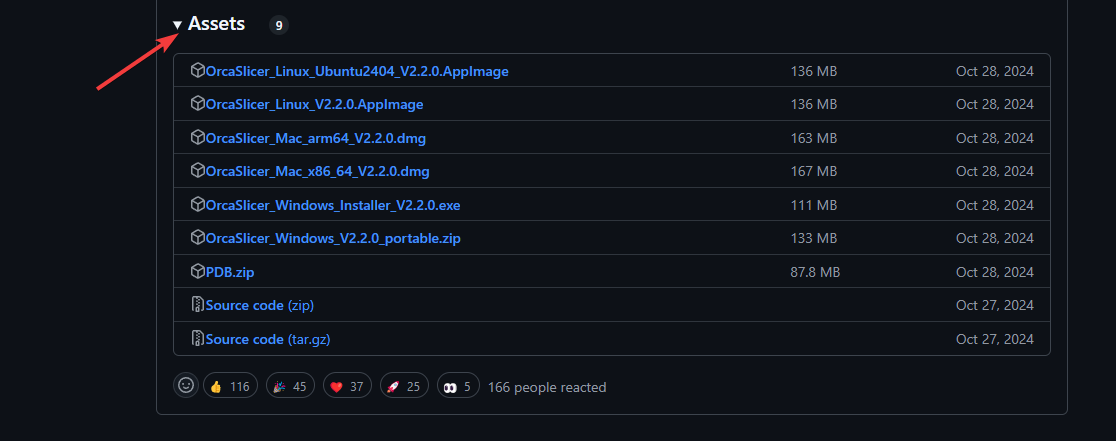 Assets 9
OrcaSlicer_Linux_Ubuntu2404_V2.2.0.AppImage 136 MB Oct 28, 2024
OrcaSlicer_Linux_V2.2.0.AppImage 136 MB Oct 28, 2024
OrcaSlicer_Mac_arm64_V2.2.0.dmg 163 MB Oct 28, 2024
OrcaSlicer_Mac_x86_64_V2.2.0.dmg 167 MB Oct 28, 2024
OrcaSlicer_Windows_Installer_V2.2.0.exe 111 MB Oct 28, 2024
OrcaSlicer_Windows_V2.2.0_portable.zip 133 MB Oct 28, 2024
PDB.zip 87.8 MB Oct 28, 2024
Source code (zip) Oct 27, 2024
Source code (tar.gz) Oct 27, 2024
116 45 37 25 5 166 people reacted